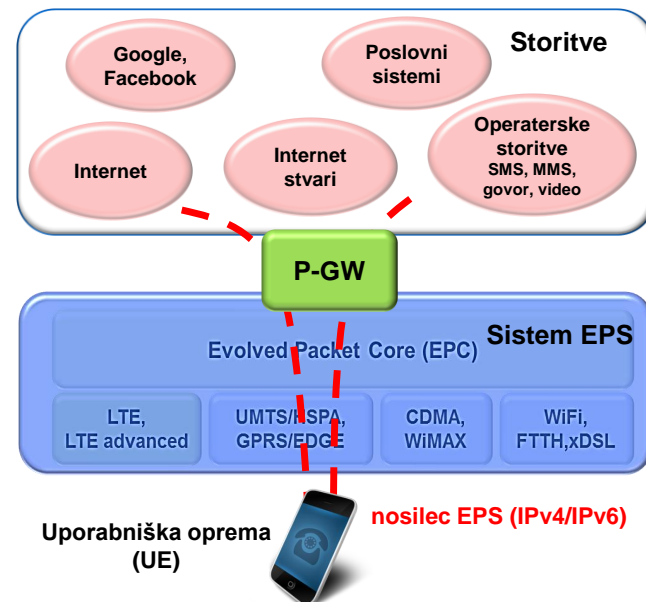 Storitve
Google,
Facebook
Poslovni
sistemi
Internet
Internet
stvari
Operaterske
storitve
SMS, MMS,
govor, video
P-GW
Sistem EPS
Evolved Packet Core (EPC)
LTE,
LTE advanced
UMTS/HSPA,
GPRS/EDGE
CDMA,
WiMAX
WiFi,
FTTH,xDSL
nosilec EPS (IPv4/IPv6)
Uporabniška oprema
(UE)